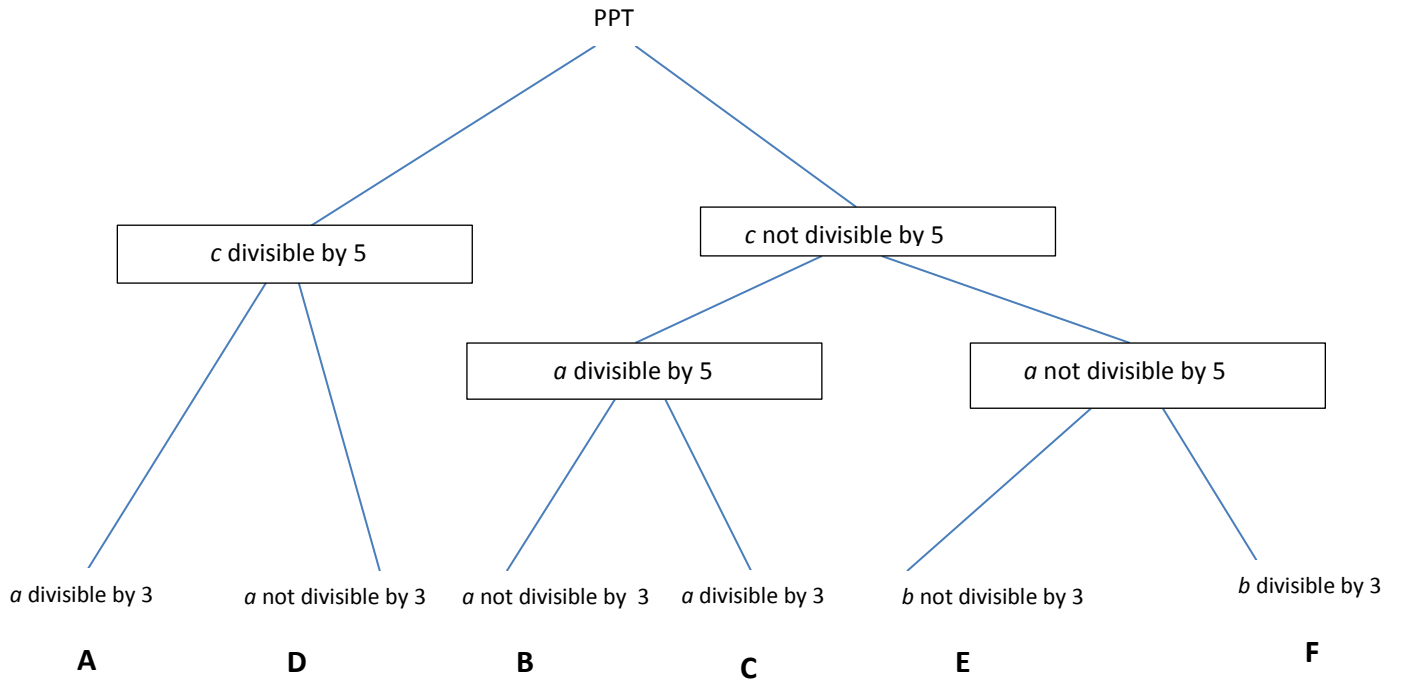 PPT
c divisible by 5
c not divisible by 5
a divisible by 5
a not divisible by 5
a divisible by 3
a not divisible by 3
a not divisible by  3
a divisible by 3
b not divisible by 3
b divisible by 3
A
D
B
C
E
F